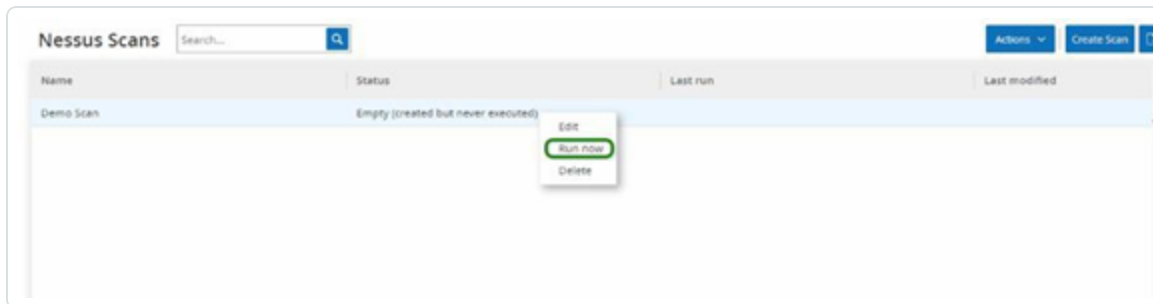 Nessus Scans Search... Actions Create Scan
Name Status Last run Last modified
Demo Scan Empty (created but never executed)
Edit
Run now
Delete